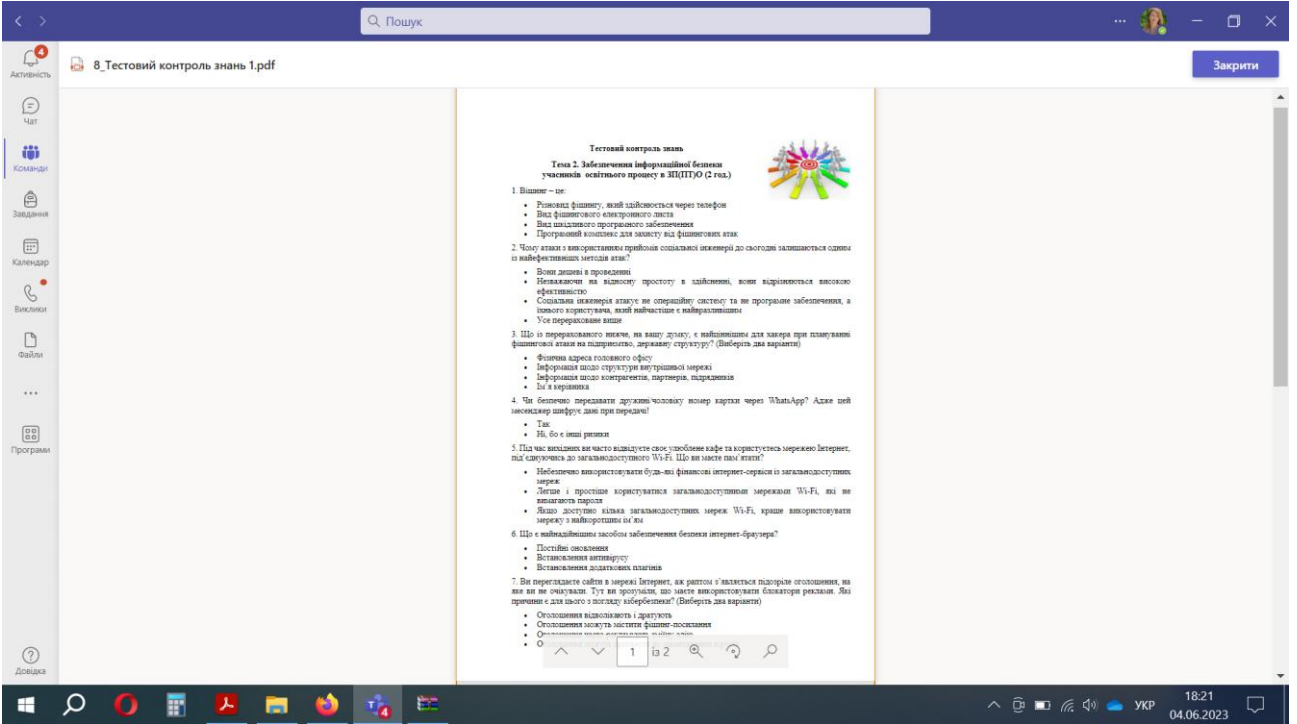 Пошук
...
4
Активність
8_Тестовий контроль знань 1.pdf
Закрити
Чат
Команди
Завдання
Календар
Виклики
Файли
...
Програми
Довідка
Тестовий контроль знань
Тема 2. Забезпечення інформаційної безпеки
учасників освітнього процесу в ЗП(ПТ)О (2 год.)
1. Вішинг – це:
• Різновид фішингу, який здійснюється через телефон
• Вид фішингового електронного листа
• Вид шкідливого програмного забезпечення
• Програмний комплекс для захисту від фішингових атак
2. Чому атаки з використанням прийомів соціальної інженерії до сьогодні залишаються одним
із найефективніших методів атак?
• Вони дешеві в проведенні
• Незважаючи на відносну простоту в здійсненні, вони відрізняються високою
ефективністю
• Соціальна інженерія атакує не операційну систему та не програмне забезпечення, а
їхнього користувача, який найчастіше є найвразливішим
• Усе перераховане вище
3. Що із перерахованого нижче, на вашу думку, є найціннішим для хакера при плануванні
фішингової атаки на підприємство, державну структуру? (Виберіть два варіанти)
• Фізична адреса головного офісу
• Інформація щодо структури внутрішньої мережі
• Інформація щодо контрагентів, партнерів, підрядників
• Ім’я керівника
4. Чи безпечно передавати дружині/чоловіку номер картки через WhatsApp? Адже цей
месенджер шифрує дані при передачі!
• Так
• Ні, бо є інші ризики
5. Під час вихідних ви часто відвідуєте своє улюблене кафе та користуєтесь мережею Інтернет,
під’єднуючись до загальнодоступного Wi-Fi. Що ви маєте пам’ятати?
• Небезпечно використовувати будь-які фінансові інтернет-сервіси із загальнодоступних
мереж
• Легше і простіше користуватися загальнодоступними мережами Wi-Fi, які не
вимагають пароля
• Якщо доступно кілька загальнодоступних мереж Wi-Fi, краще використовувати
мережу з найкоротшим ім’ям
6. Що є найнадійнішим засобом забезпечення безпеки інтернет-браузера?
• Постійні оновлення
• Встановлення антивірусу
• Встановлення додаткових плагінів
7. Ви переглядаєте сайти в мережі Інтернет, аж раптом з’являється підозріле оголошення, на
яке ви не очікували. Тут ви зрозуміли, що маєте використовувати блокатори реклами. Які
причини є для цього з погляду кібербезпеки? (Виберіть два варіанти)
• Оголошення відволікають і дратують
• Оголошення можуть містити фішинг-посилання
1 із 2
4
УКР
18:21
04.06.2023